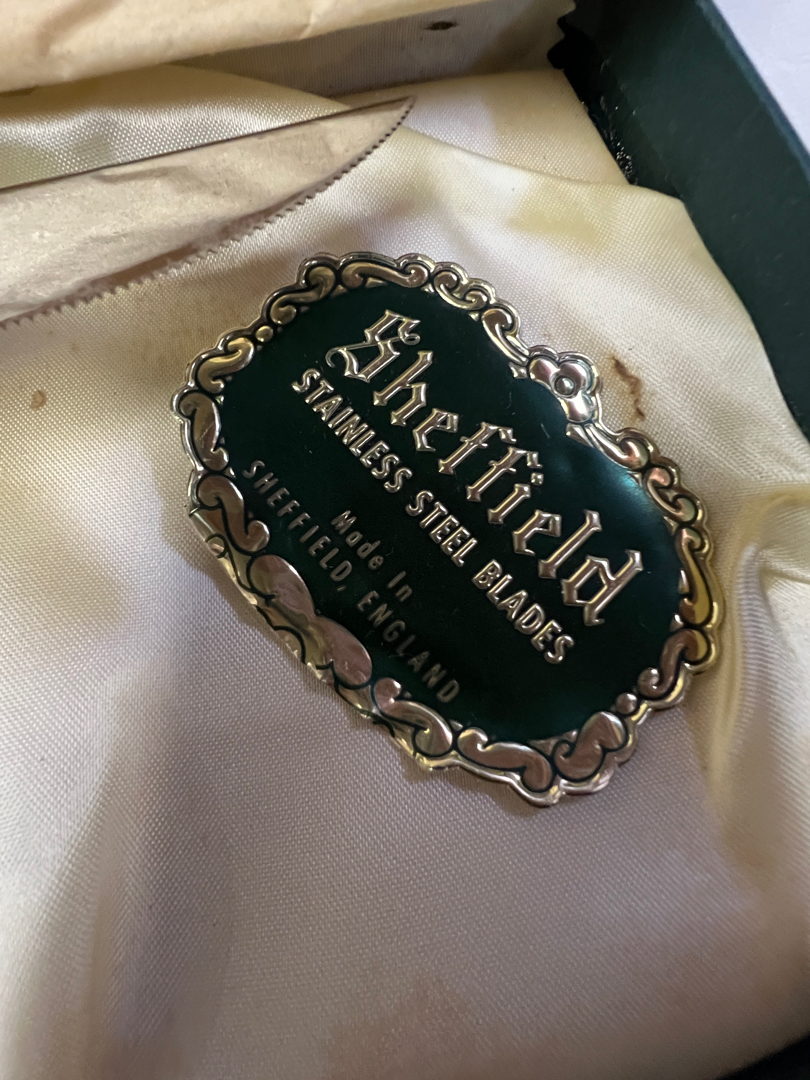 Sheffield
STAINLESS STEEL BLADES
Made In
SHEFFIELD, ENGLAND